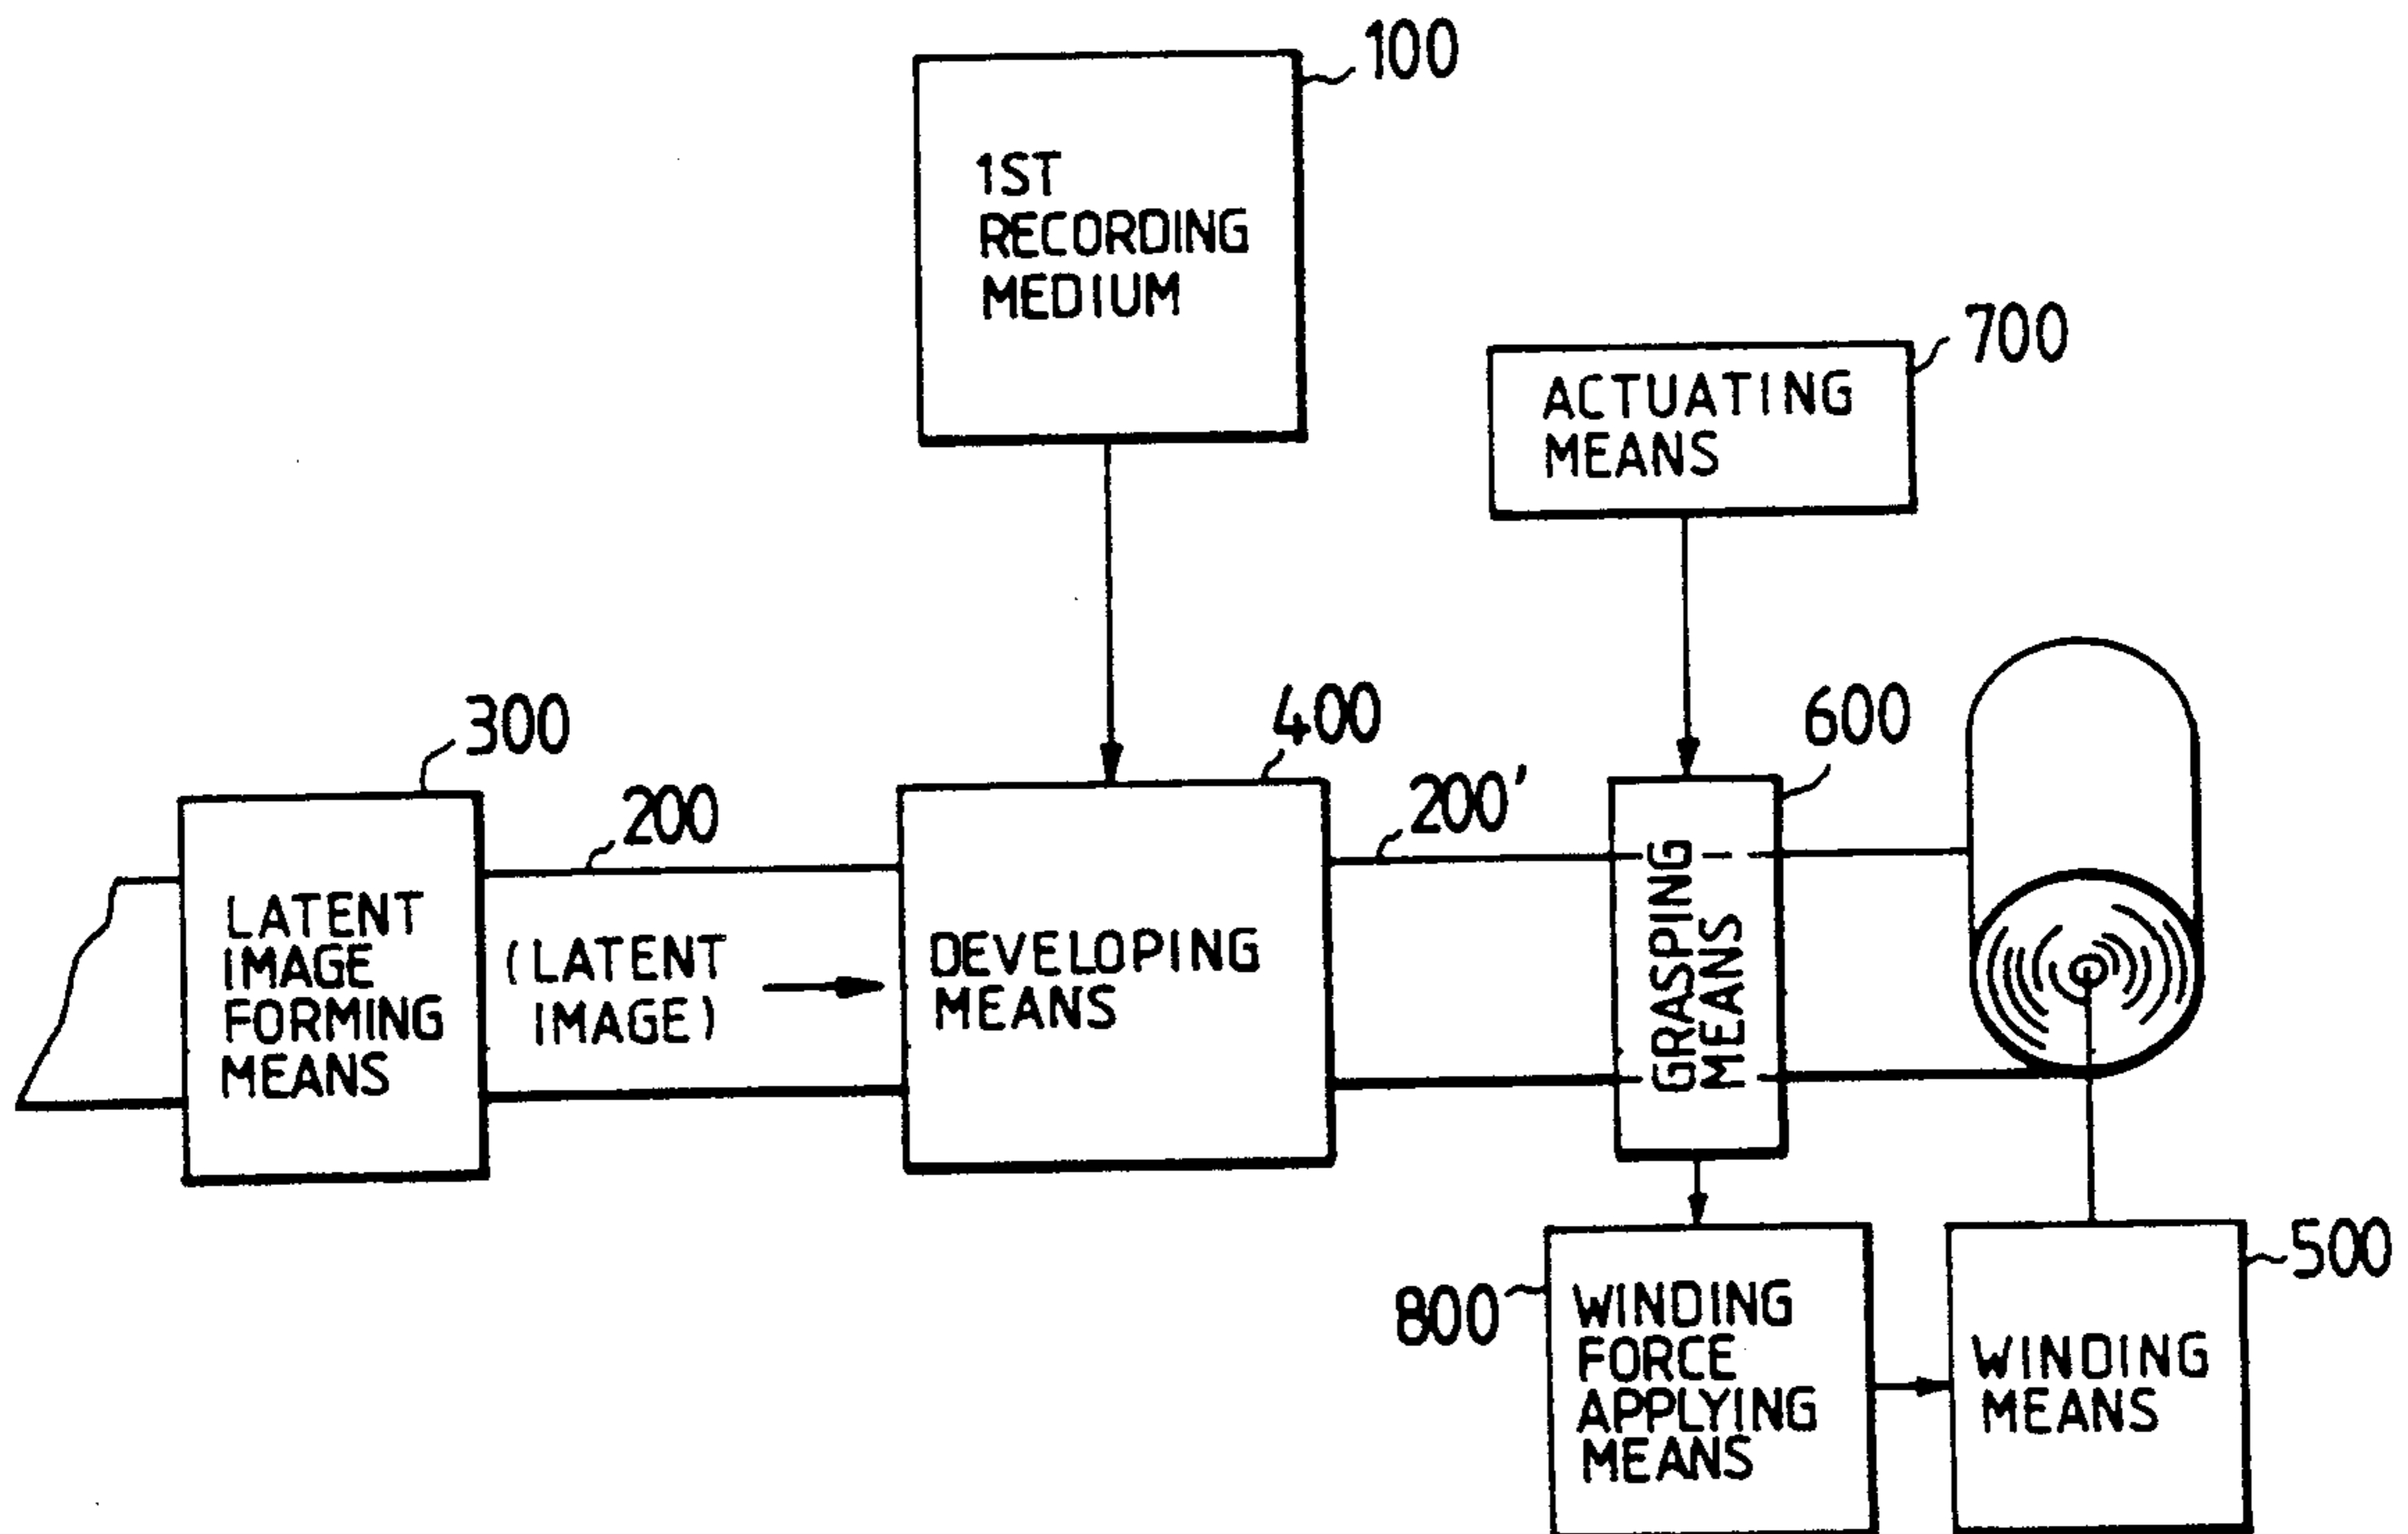 100
1ST
RECORDING
MEDIUM
700
ACTUATING
MEANS
300
200
400
200'
600
LATENT
IMAGE
FORMING
MEANS
(LATENT
IMAGE)
DEVELOPING
MEANS
GRASPING
MEANS
800
WINDING
FORCE
APPLYING
MEANS
500
WINDING
MEANS